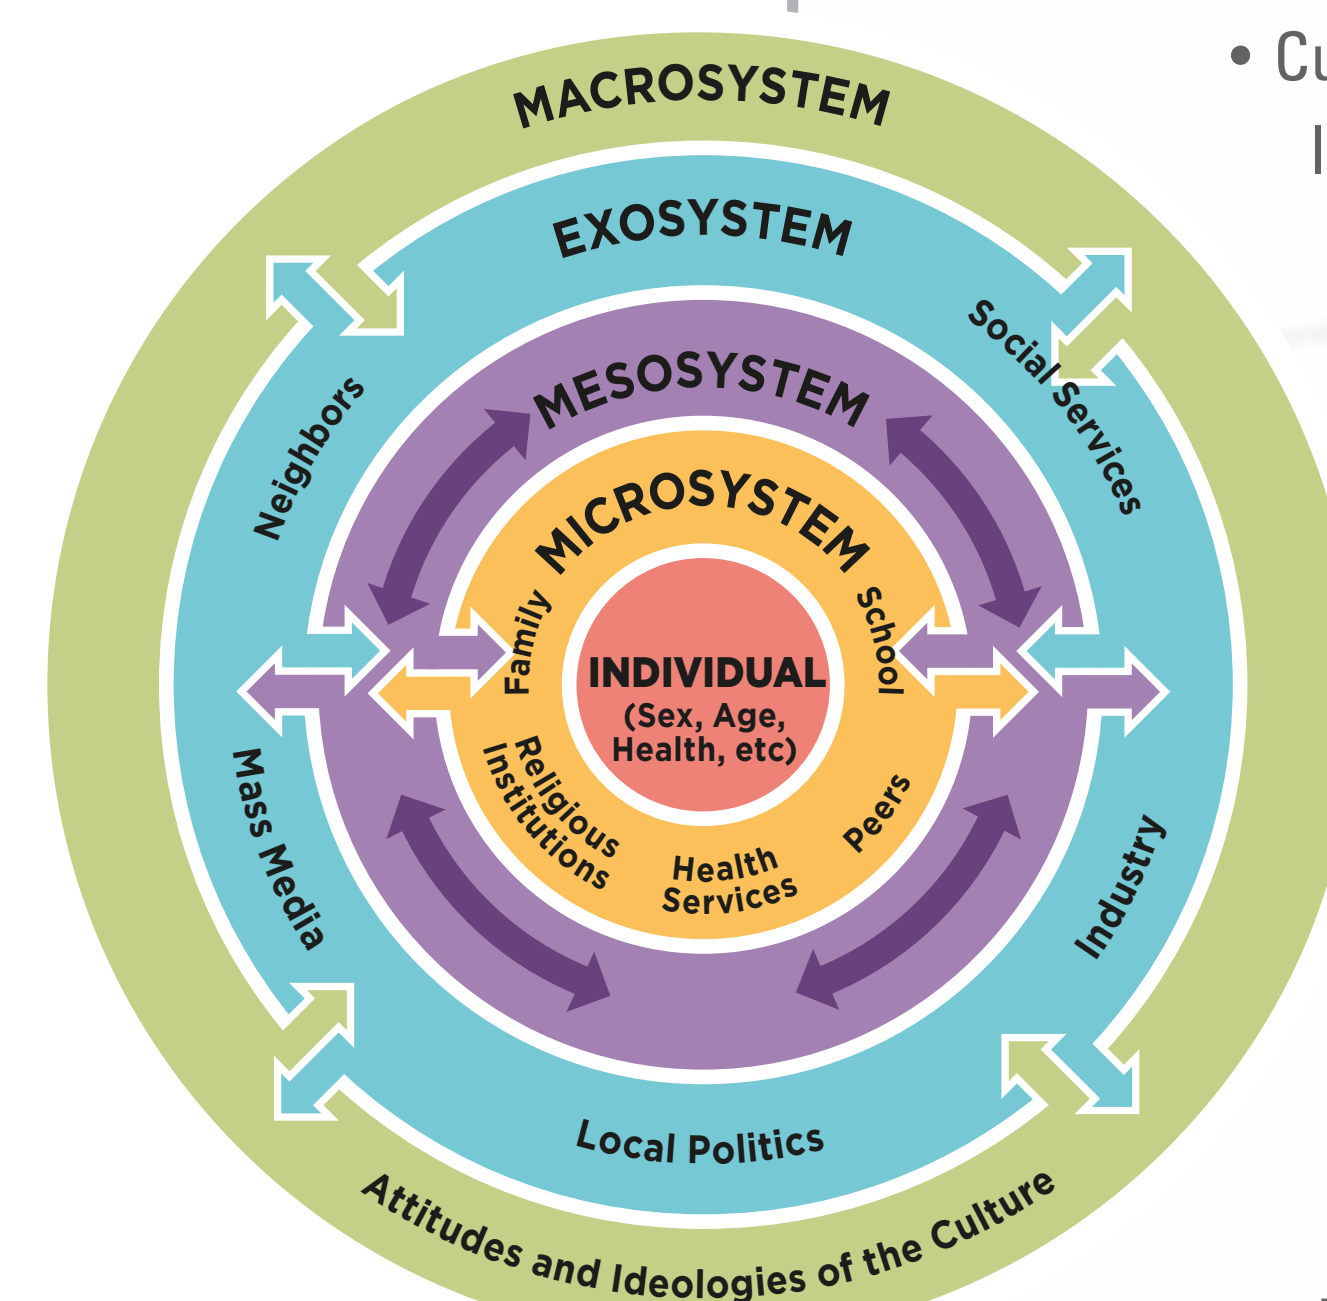 • Cu
MACROSYSTEM
EXOSYSTEM
Social Services
MESOSYSTEM
Neighbors
MICROSYSTEM
Family
School
INDIVIDUAL
(Sex, Age,
Health, etc)
Religious
Institutions
Peers
Health
Services
Mass Media
Industry
Local Politics
Attitudes and Ideologies of the Culture